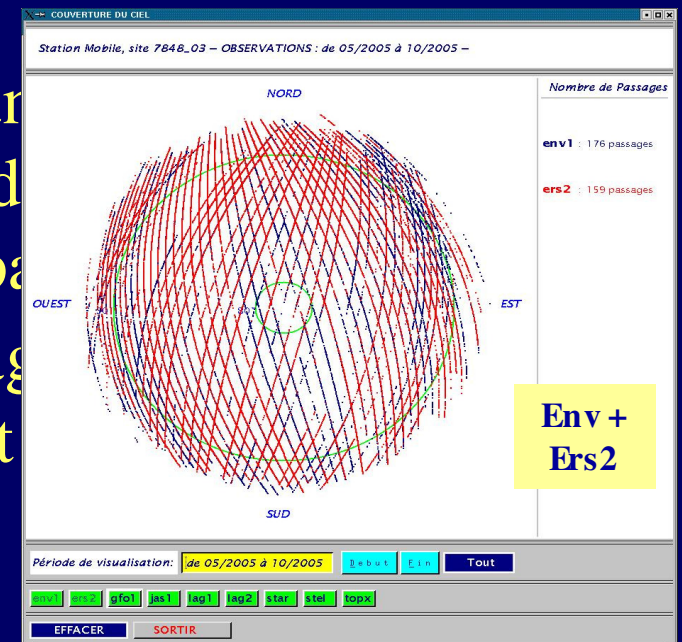 COUVERTURE DU CIEL
Station Mobile, site 7848_03 – OBSERVATIONS : de 05/2005 à 10/2005 –
Nombre de Passages
NORD
env1 : 176 passages
ers2 : 159 passages
OUEST
EST
Env +
Ers2
SUD
Période de visualisation: de 05/2005 à 10/2005 Debut Fin Tout
env1 ers2 gfo1 jas1 lag1 lag2 star stel topx
EFFACER SORTIR